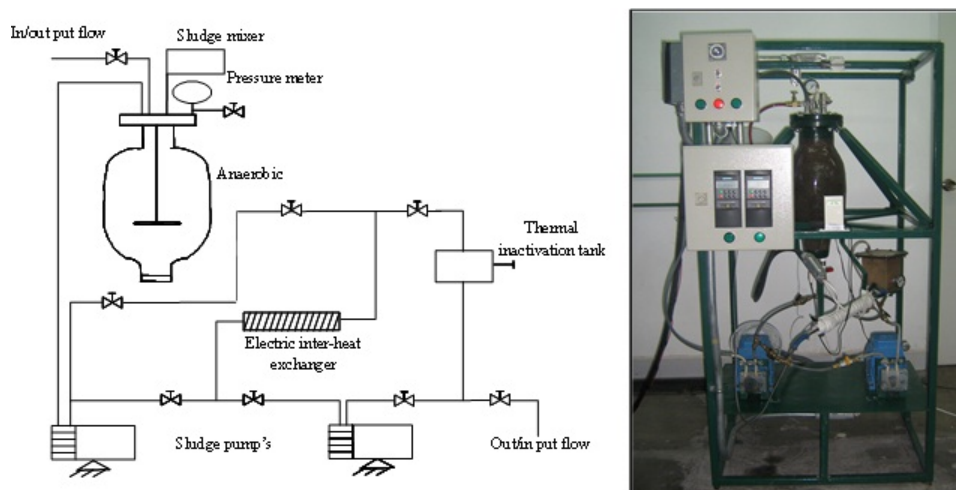 In/out put flow
Sludge mixer
Pressure meter
Anaerobic
Thermal
inactivation tank
Electric inter-heat
exchanger
Sludge pump's
Out/in put flow